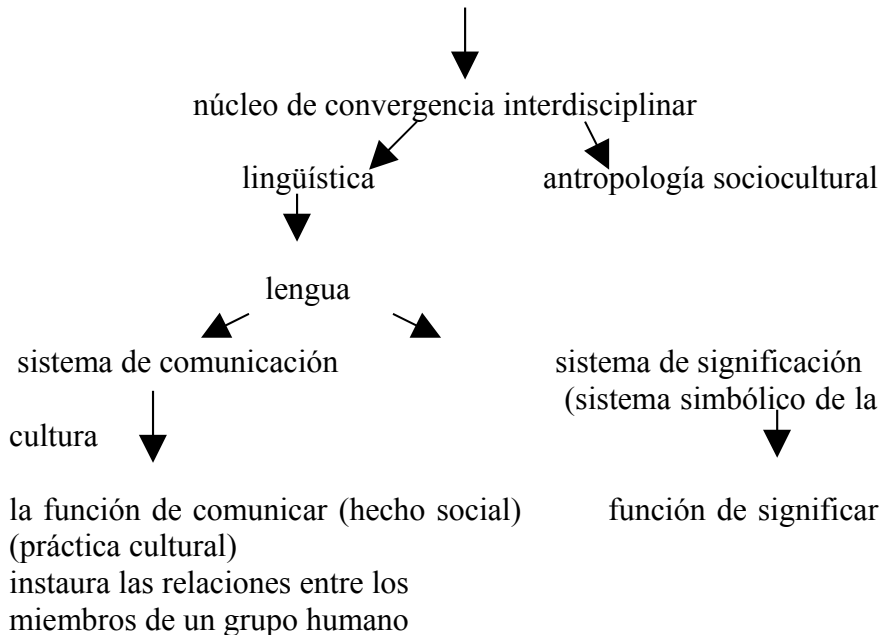 núcleo de convergencia interdisciplinar
lingüística antropología sociocultural
lengua
sistema de comunicación sistema de significación
(sistema simbólico de la
cultura
la función de comunicar (hecho social) función de significar
(práctica cultural)
instaura las relaciones entre los
miembros de un grupo humano